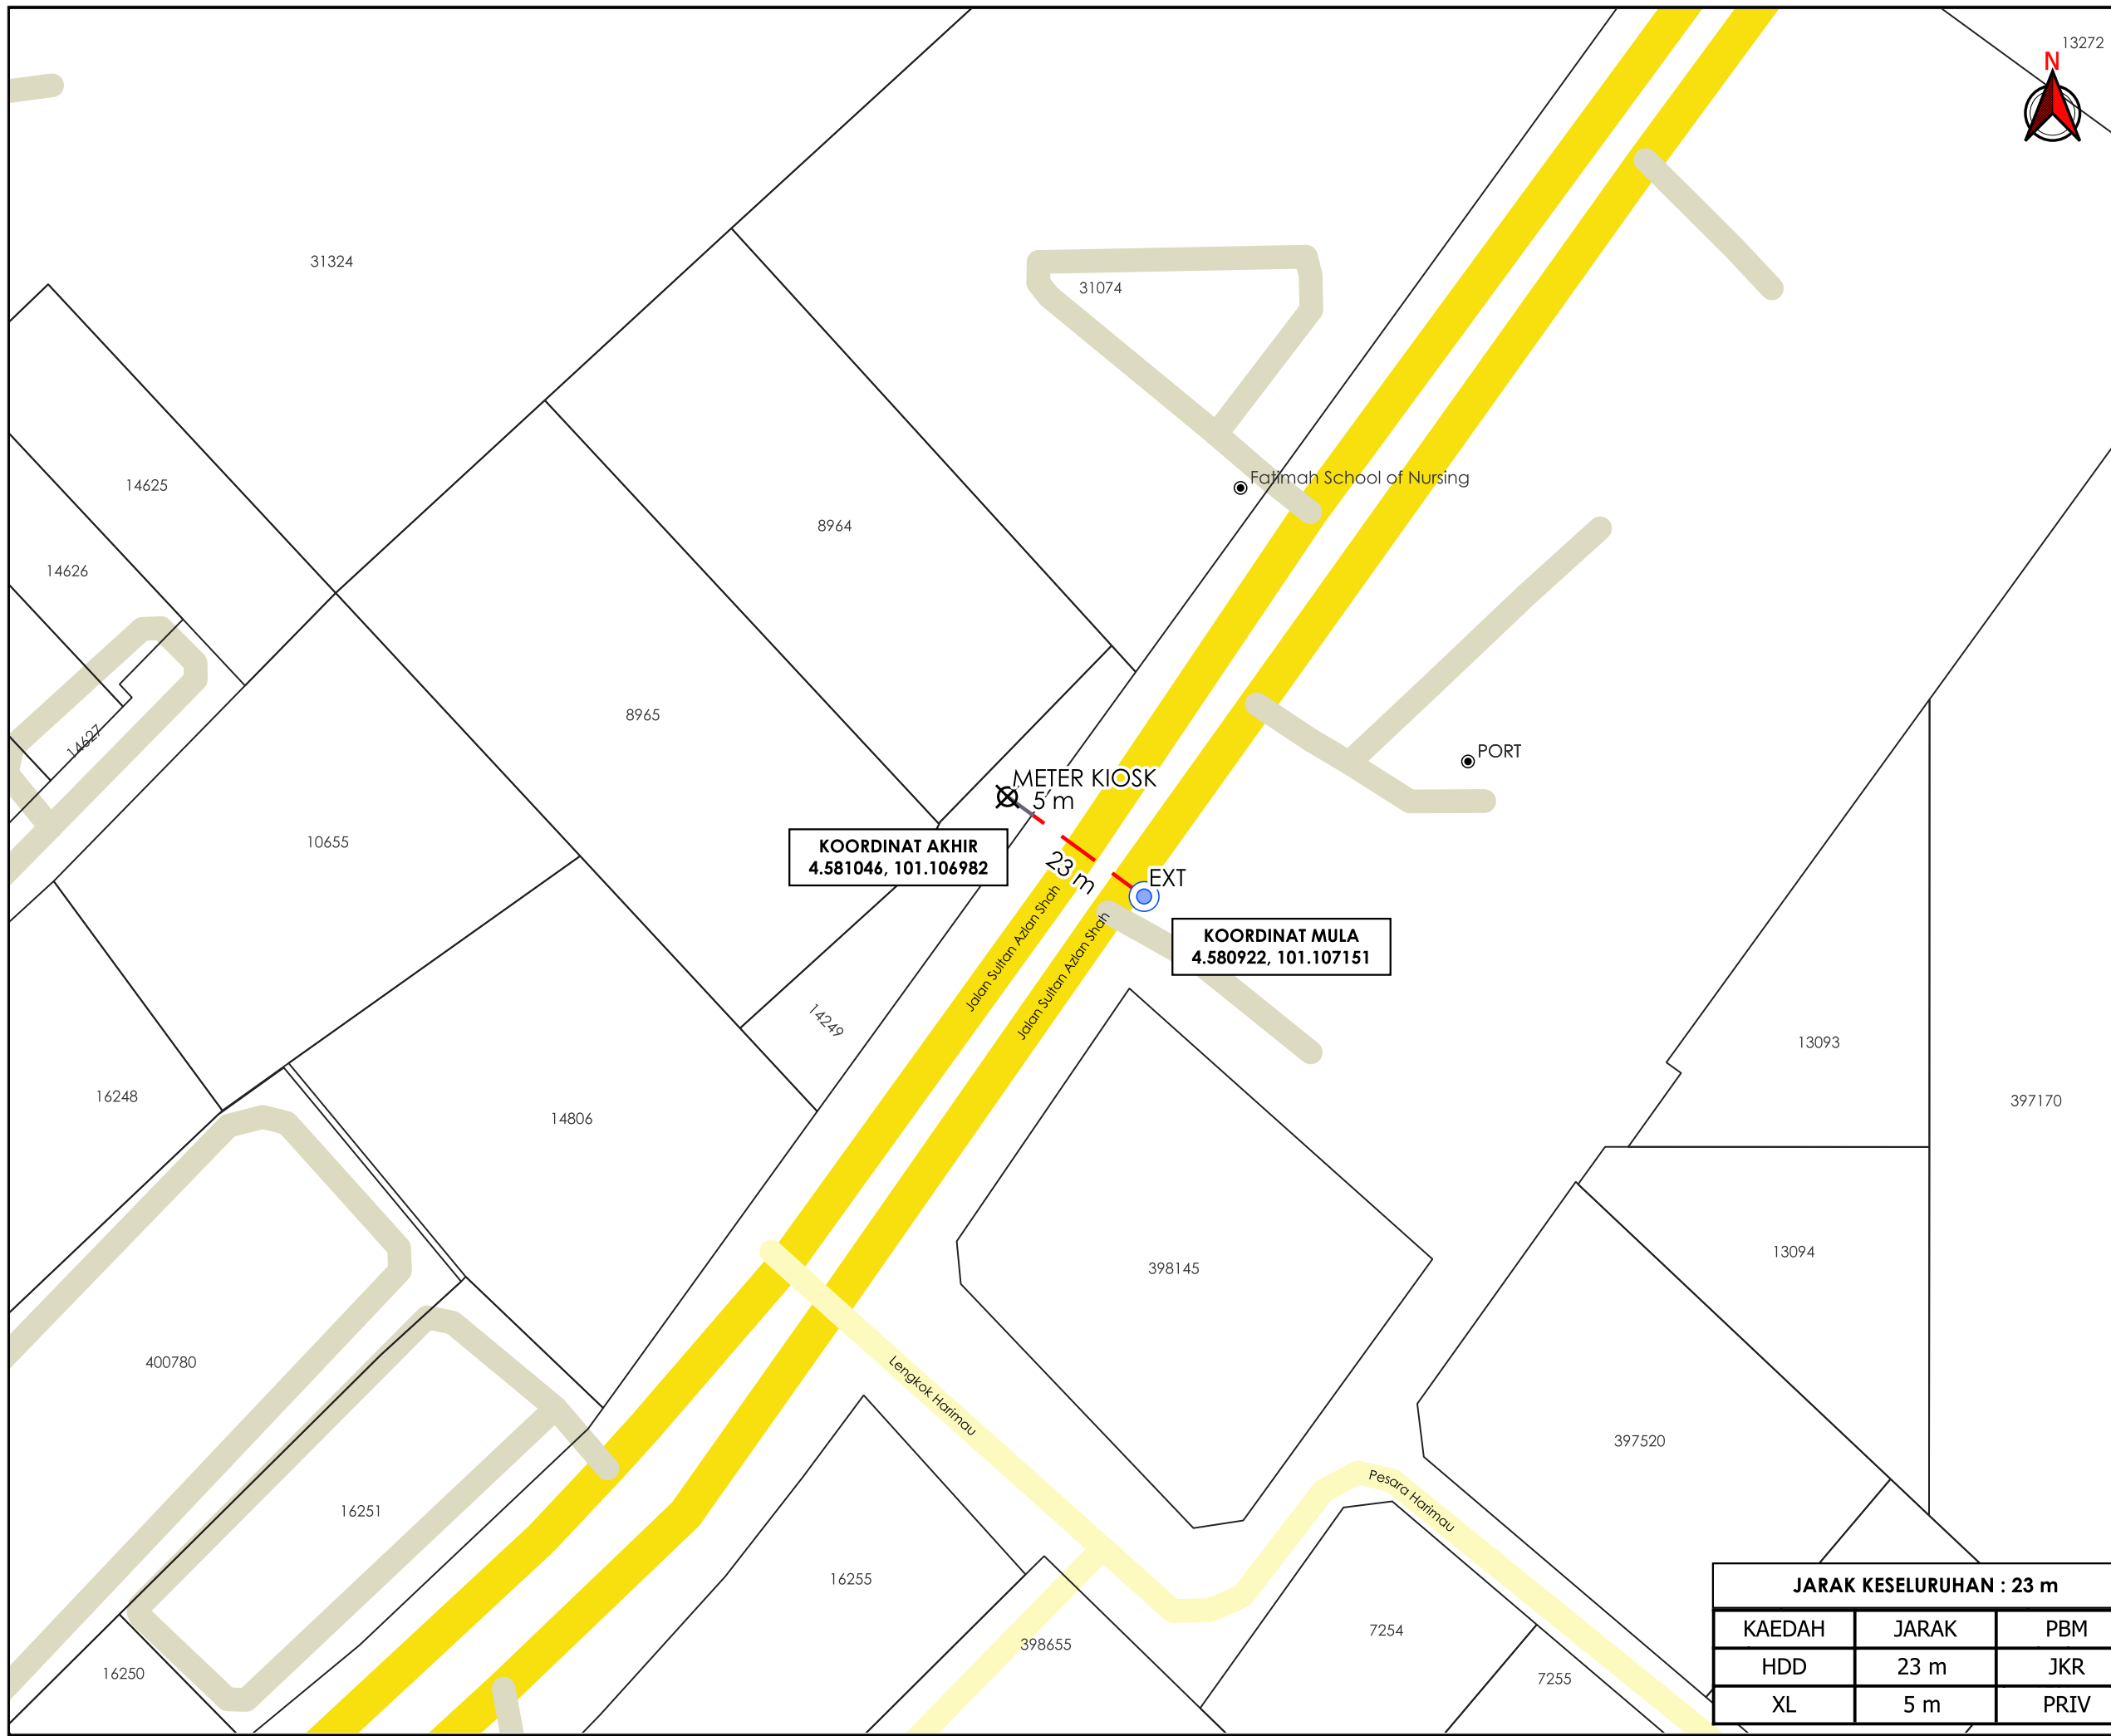 13272
N
31324
31074
Fatimah School of Nursing
14625
8964
14626
8965
14627
PORT
METER KIOSK
5 m
10655
KOORDINAT AKHIR
4.581046, 101.106982
23 m
EXT
Jalan Sultan Azlan Shah
Jalan Sultan Azlan Shah
KOORDINAT MULA
4.580922, 101.107151
14249
13093
16248
14806
397170
13094
398145
400780
Lengkok Harimau
397520
16251
Pesara Harimau
16255
398655
7254
16250
7255
JARAK KESELURUHAN : 23 m
KAEDAH JARAK PBM
HDD 23 m JKR
XL 5 m PRIV